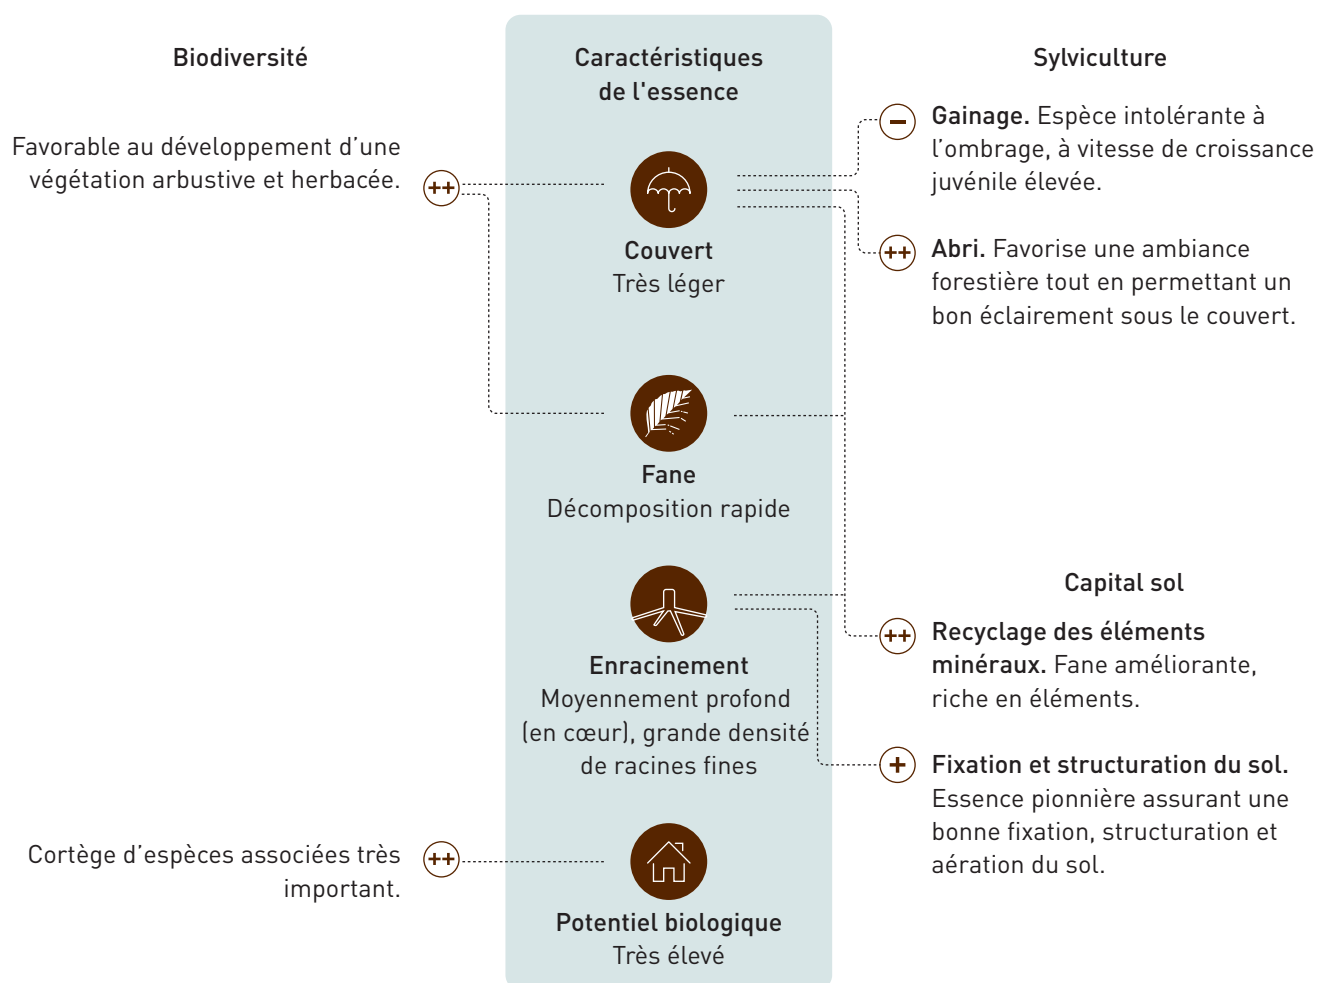 Biodiversité
Favorable au développement d’une
végétation arbustive et herbacée.
++
Cortège d’espèces associées très
important.
++
Caractéristiques
de l'essence
Couvert
Très léger
Fane
Décomposition rapide
Enracinement
Moyennement profond
(en cœur), grande densité
de racines fines
Potentiel biologique
Très élevé
Sylviculture
−
Gainage. Espèce intolérante à
l’ombrage, à vitesse de croissance
juvénile élevée.
++
Abri. Favorise une ambiance
forestière tout en permettant un
bon éclairement sous le couvert.
Capital sol
++
Recyclage des éléments
minéraux. Fane améliorante,
riche en éléments.
+
Fixation et structuration du sol.
Essence pionnière assurant une
bonne fixation, structuration et
aération du sol.